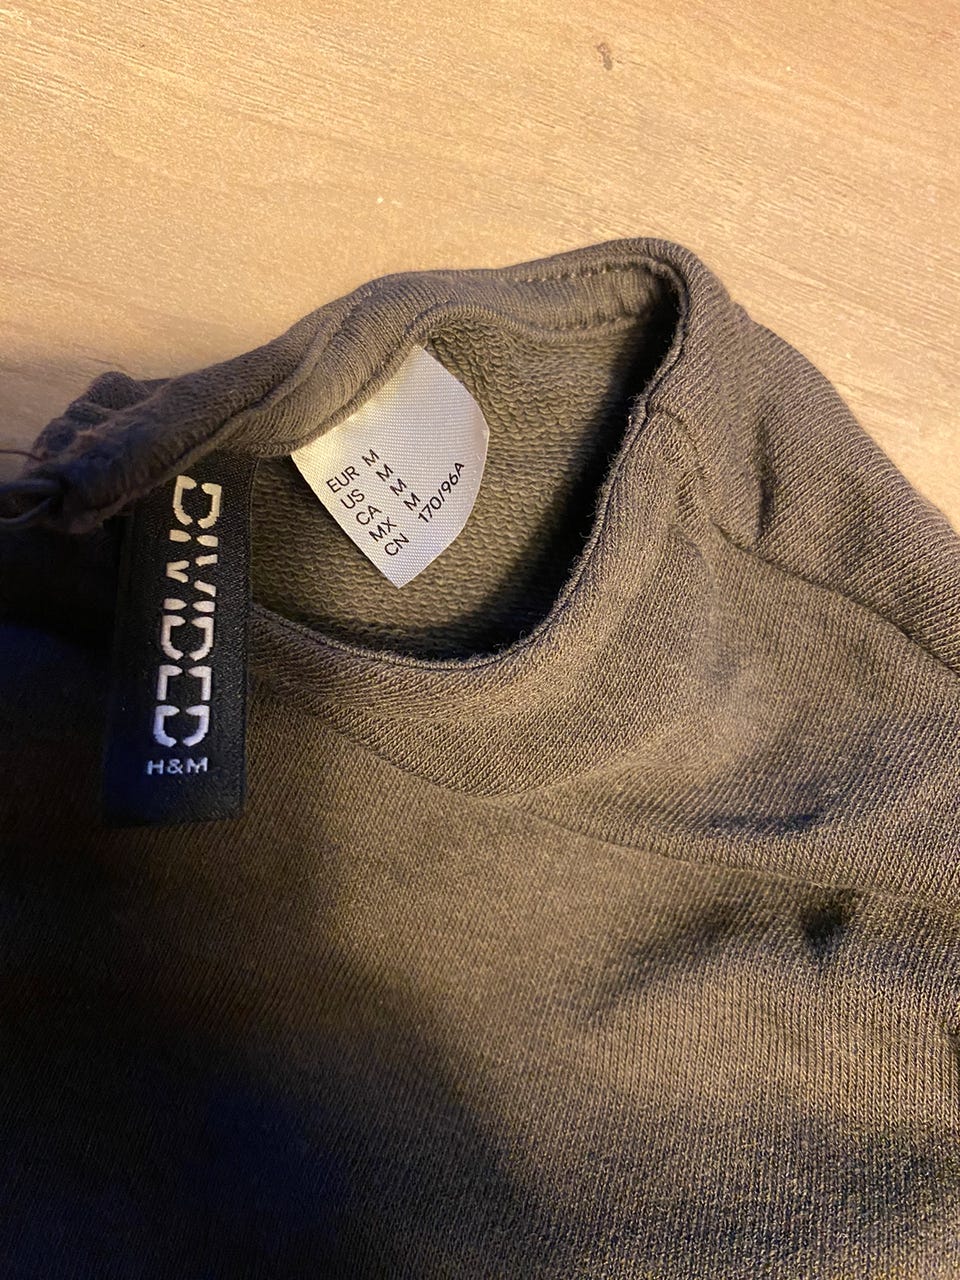 EUR M
US M
CA M
MX M
CN 170/96A
DIVIDED
H&M